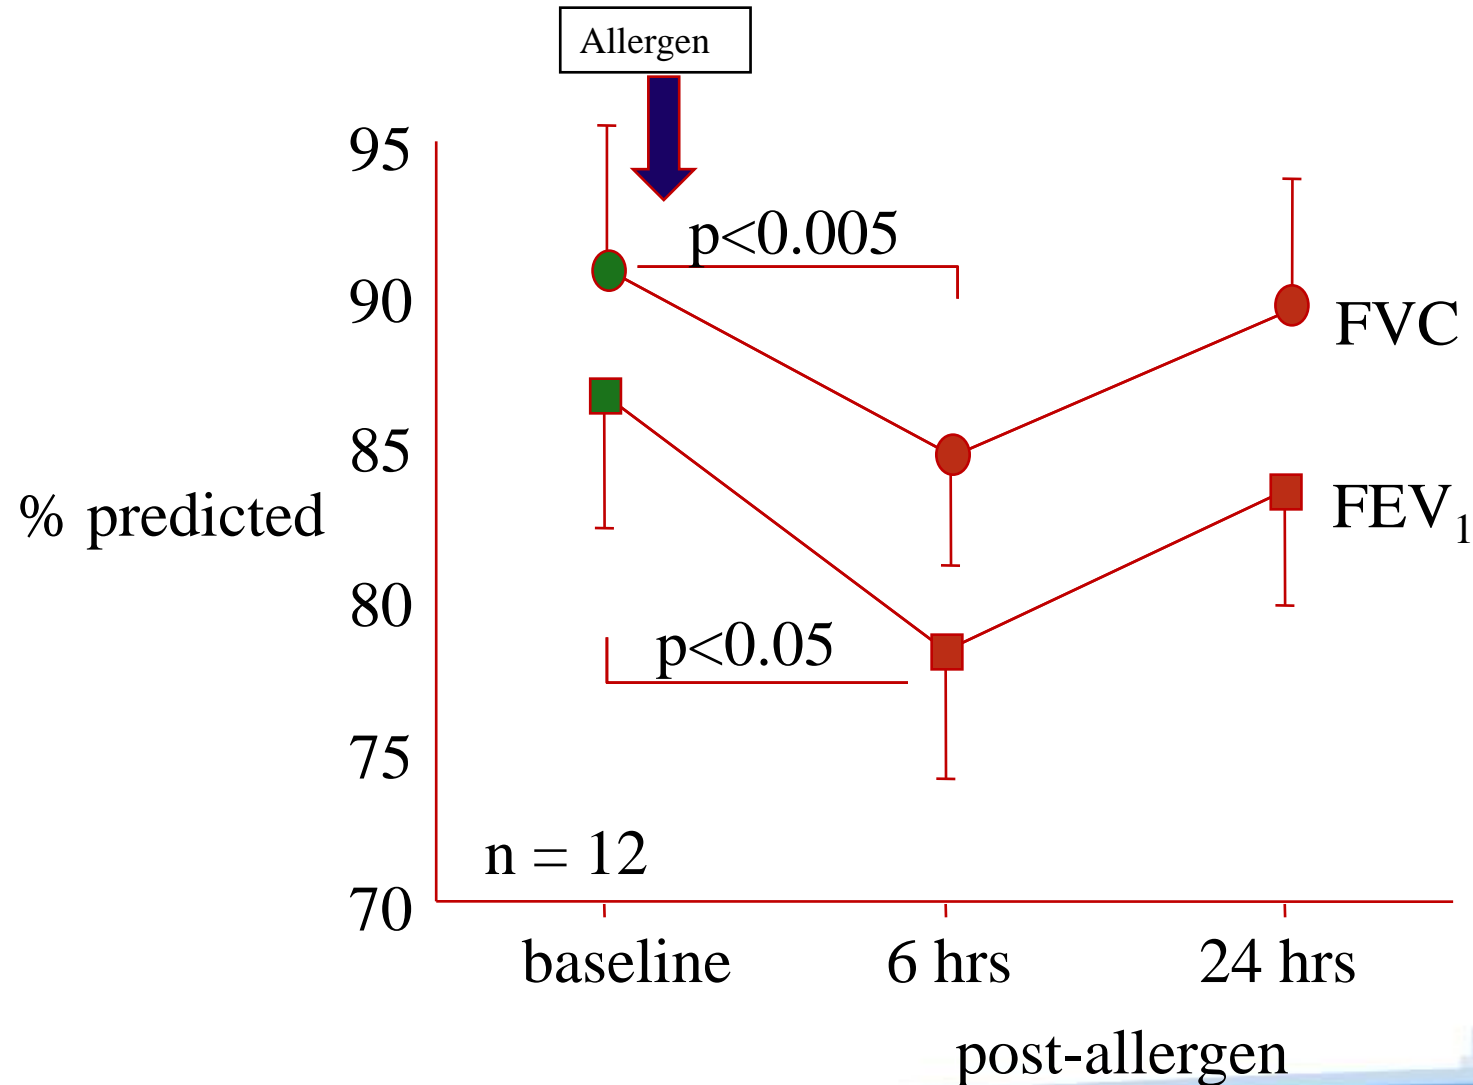 Allergen
95
p<0.005
90
FVC
85
% predicted
FEV₁
80
p<0.05
75
n = 12
70
baseline 6 hrs 24 hrs
post-allergen